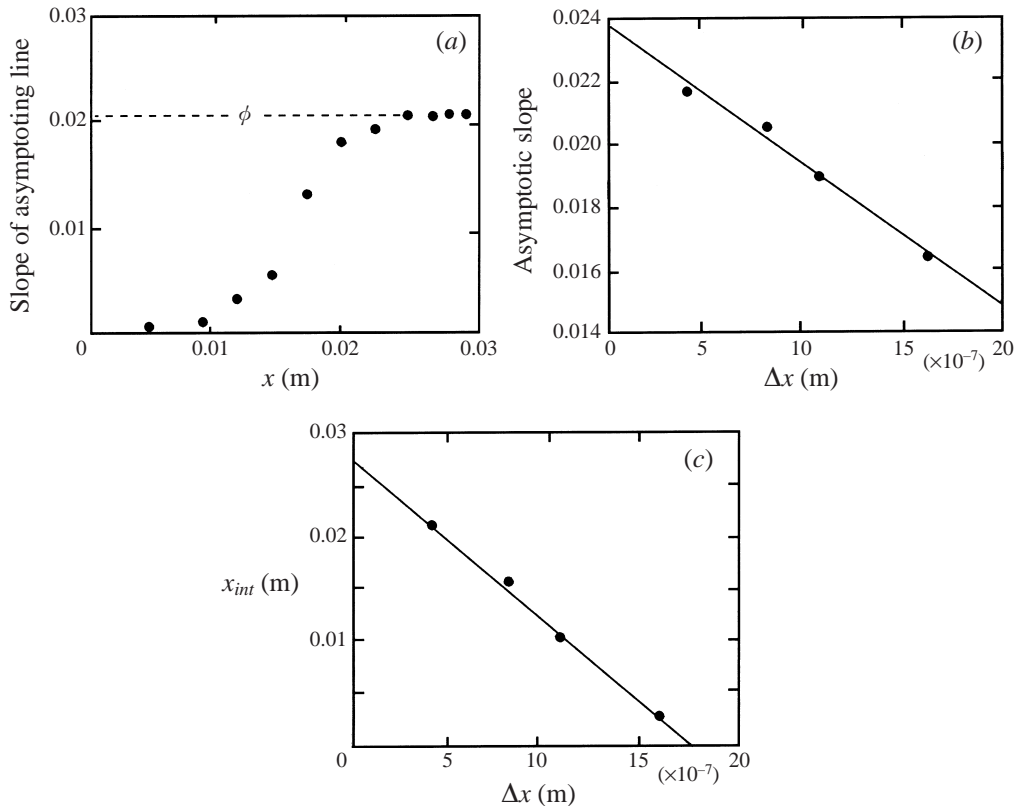 (a)
Slope of asymptoting line
0.03
0.02
0.01
0
ϕ
0.01
0.02
0.03
x (m)
(b)
Asymptotic slope
0.024
0.022
0.020
0.018
0.016
0.014
0
5
10
15
20
(×10⁻⁷)
Δx (m)
(c)
x_int (m)
0.03
0.02
0.01
0
5
10
15
20
(×10⁻⁷)
Δx (m)